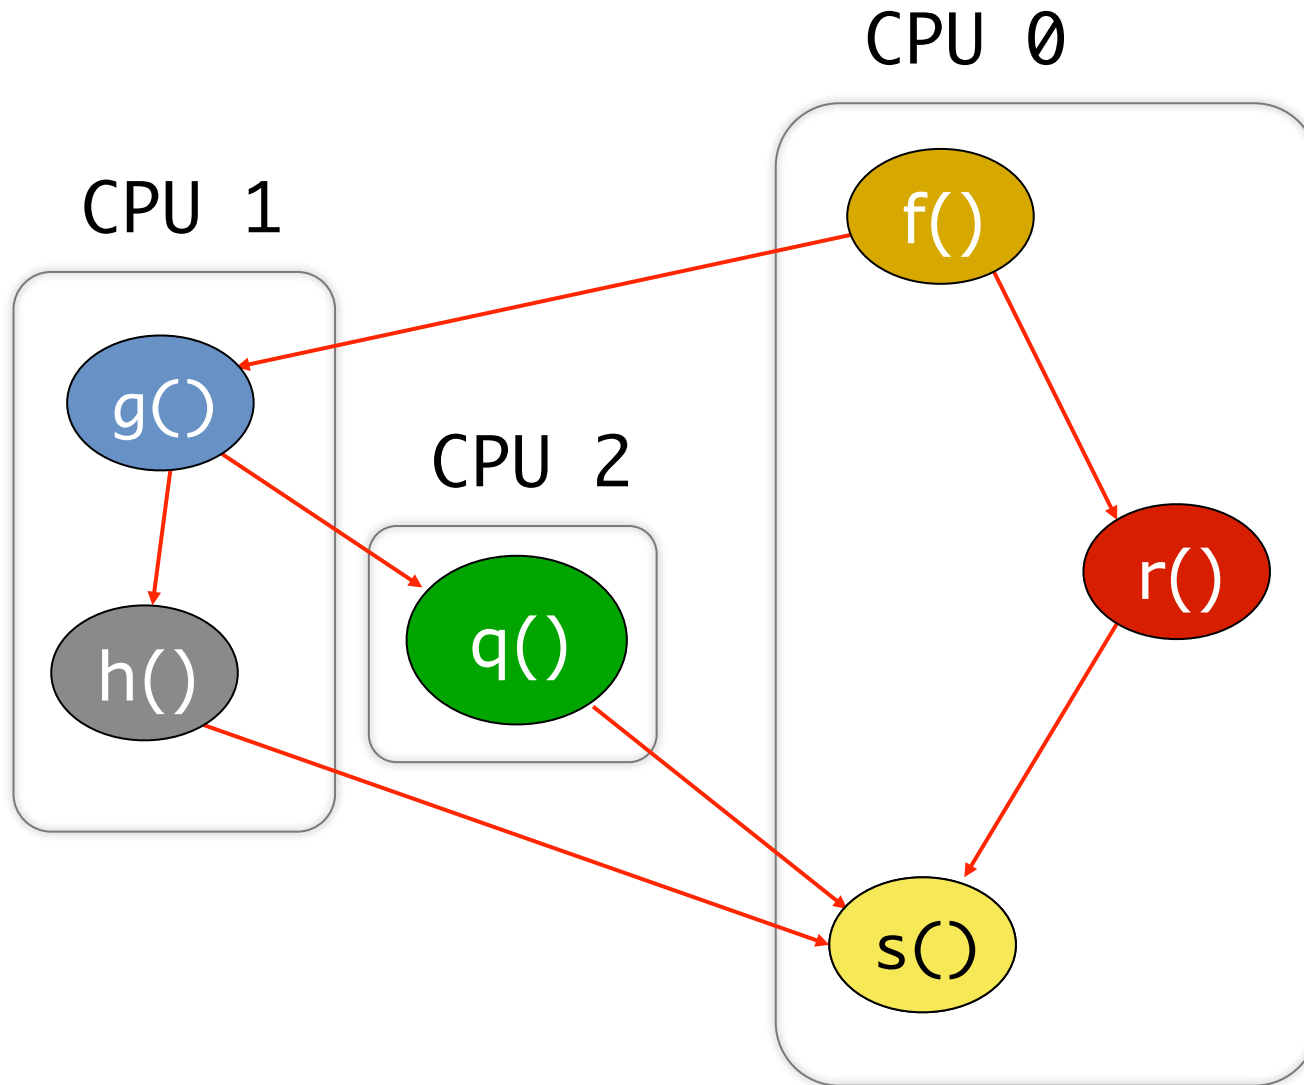 CPU 0
CPU 1
f()
g()
CPU 2
r()
q()
h()
s()